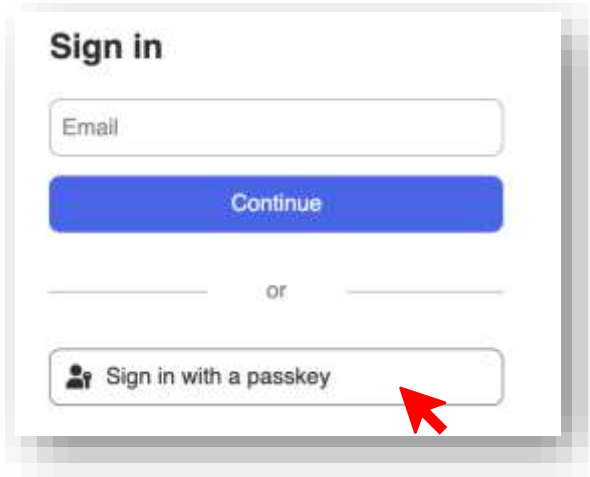 Sign in
Email
Continue
or
Sign in with a passkey